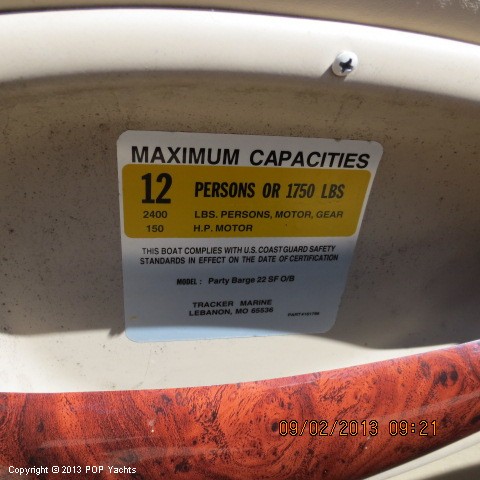 MAXIMUM CAPACITIES
12 PERSONS OR 1750 LBS
2400 LBS. PERSONS, MOTOR, GEAR
150 H.P. MOTOR
THIS BOAT COMPLIES WITH U.S. COAST GUARD SAFETY
STANDARDS IN EFFECT ON THE DATE OF CERTIFICATION
MODEL : Party Barge 22 SF O/B
TRACKER MARINE
LEBANON, MO 65536
09/02/2013 09:21
Copyright © 2013 POP Yachts